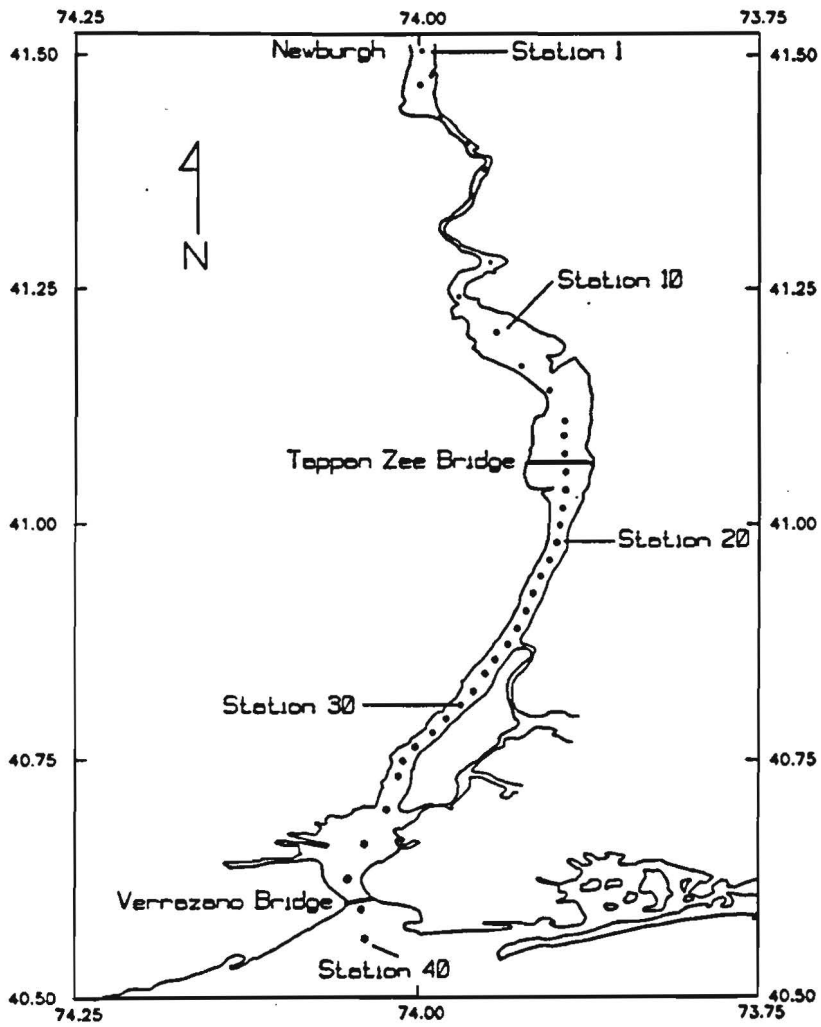 74.25 74.00 73.75
41.50 Newburgh Station 1 41.50
N
Station 10
41.25 41.25
Tappan Zee Bridge
41.00 41.00
Station 20
Station 30
40.75 40.75
Verrazano Bridge
Station 40
40.50 40.50
74.25 74.00 73.75